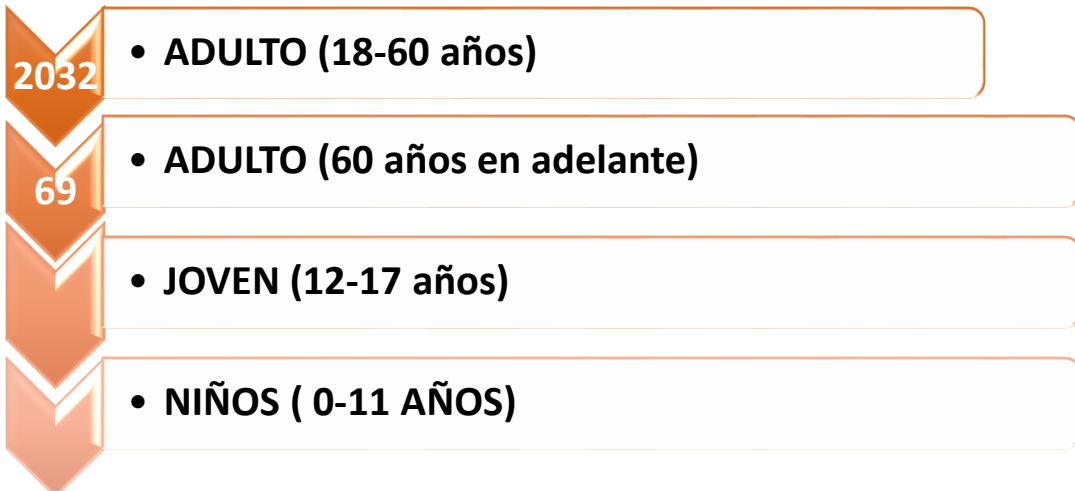 2032
• ADULTO (18-60 años)
69
• ADULTO (60 años en adelante)
• JOVEN (12-17 años)
• NIÑOS ( 0-11 AÑOS)